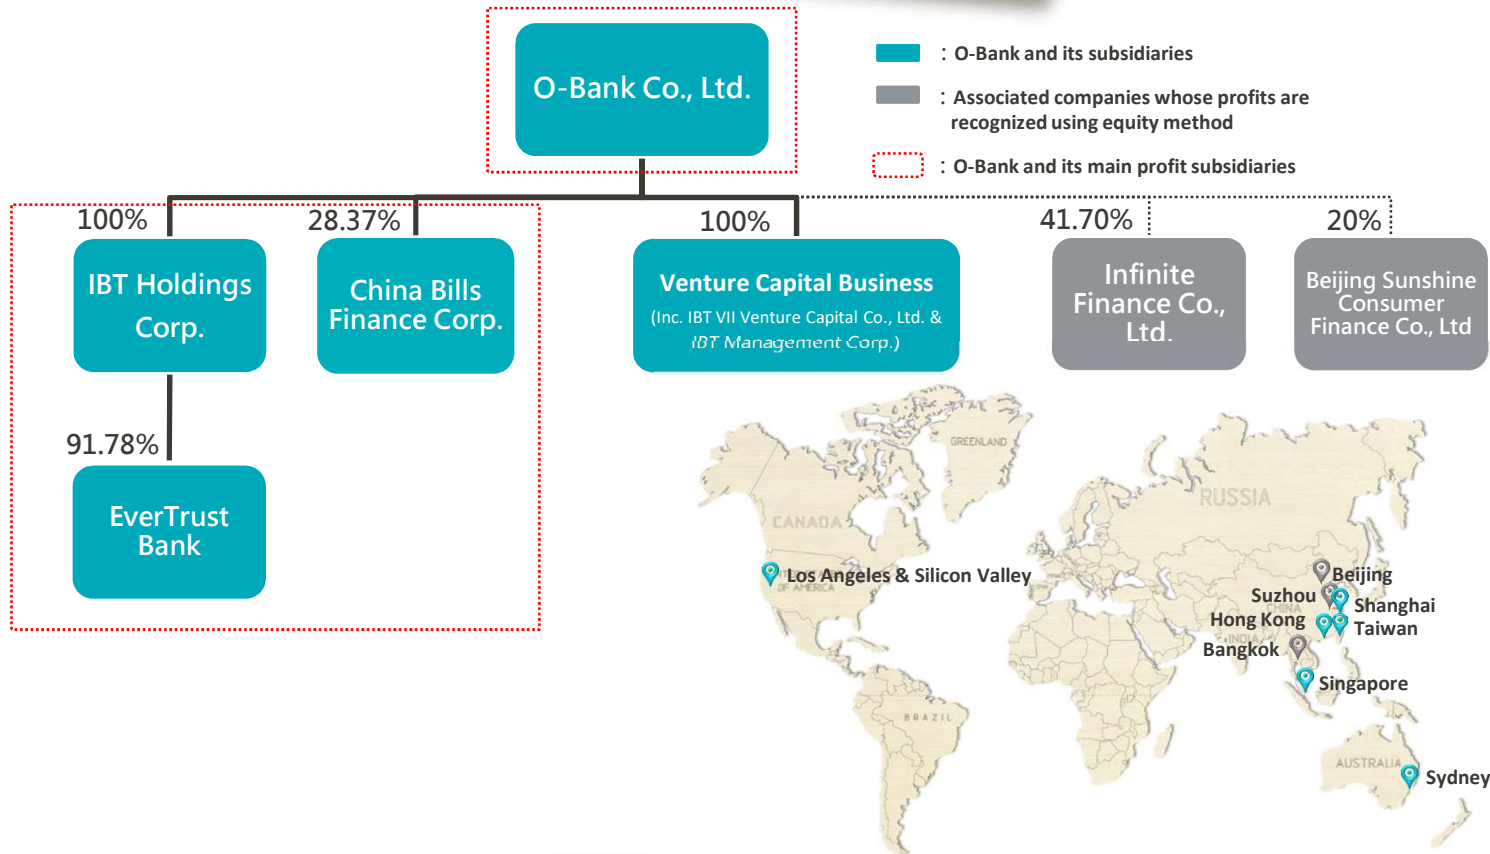 O-Bank Co., Ltd.
: O-Bank and its subsidiaries
: Associated companies whose profits are
recognized using equity method
: O-Bank and its main profit subsidiaries
100%
28.37%
100%
41.70%
20%
IBT Holdings
Corp.
China Bills
Finance Corp.
Venture Capital Business
(Inc. IBT VII Venture Capital Co., Ltd. &
IBT Management Corp.)
Infinite
Finance Co.,
Ltd.
Beijing Sunshine
Consumer
Finance Co., Ltd
91.78%
EverTrust
Bank
GREENLAND
RUSSIA
CANADA
Los Angeles & Silicon Valley
OF AMERICA
Beijing
Suzhou
CHINA
Shanghai
Hong Kong
Taiwan
INDIA
Bangkok
Singapore
BRAZIL
AUSTRALIA
Sydney